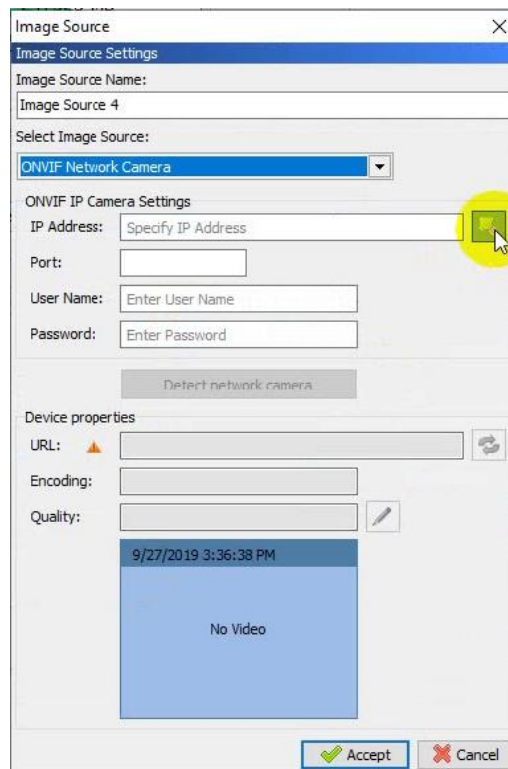 Image Source
Image Source Settings
Image Source Name:
Image Source 4
Select Image Source:
ONVIF Network Camera
ONVIF IP Camera Settings
IP Address: Specify IP Address
Port:
User Name: Enter User Name
Password: Enter Password
Detect network camera
Device properties
URL:
Encoding:
Quality:
9/27/2019 3:36:38 PM
No Video
Accept Cancel